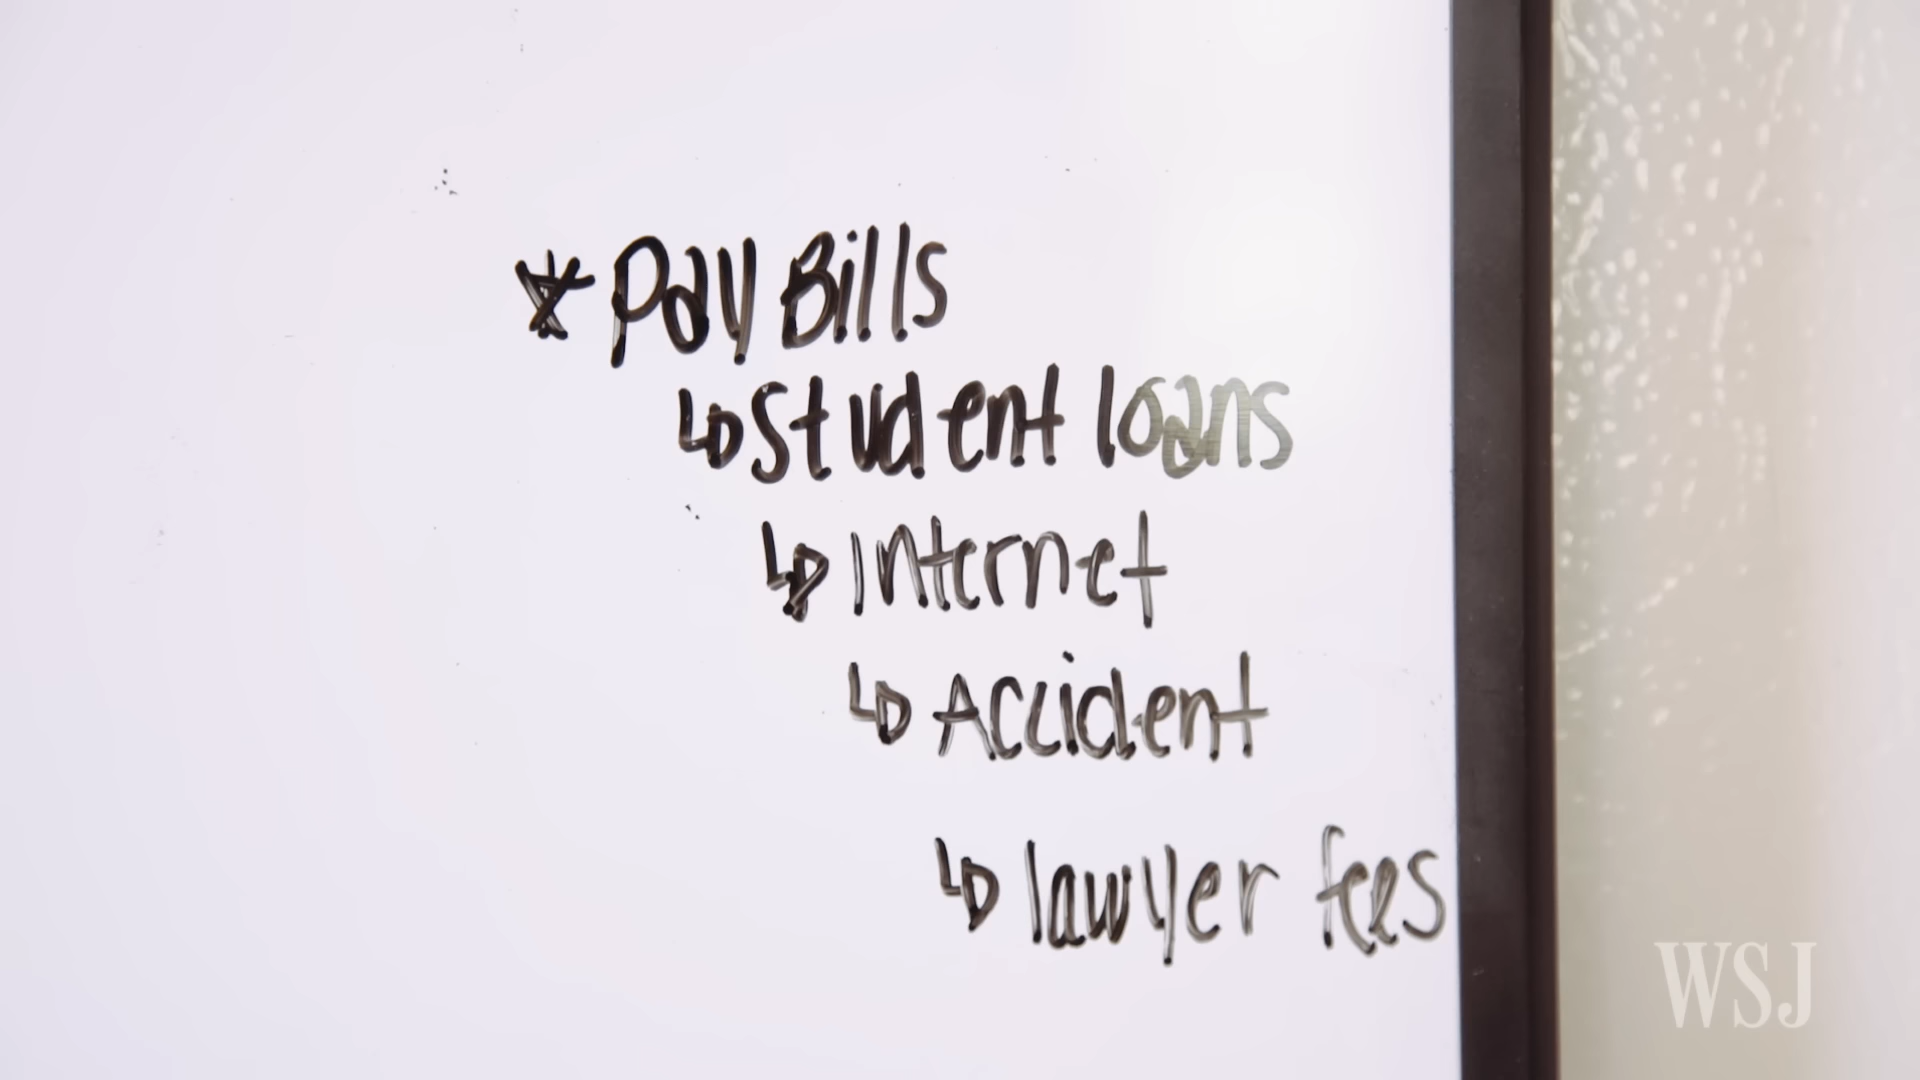 * Pay Bills
↳ student loans
↳ Internet
↳ Accident
↳ lawyer fees
WSJ